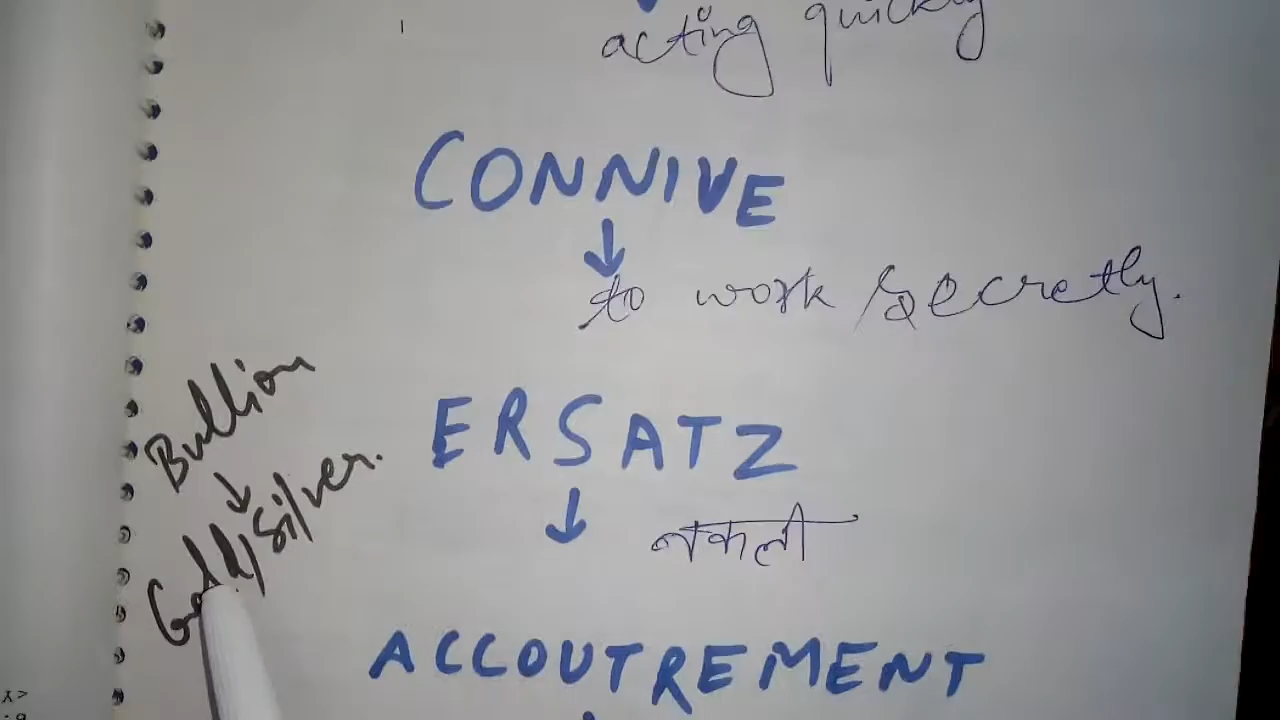 acting quickly
CONNIVE
to work secretly.
Bullion
Gold/Silver.
ERSATZ
नकली
ACCOUTREMENT